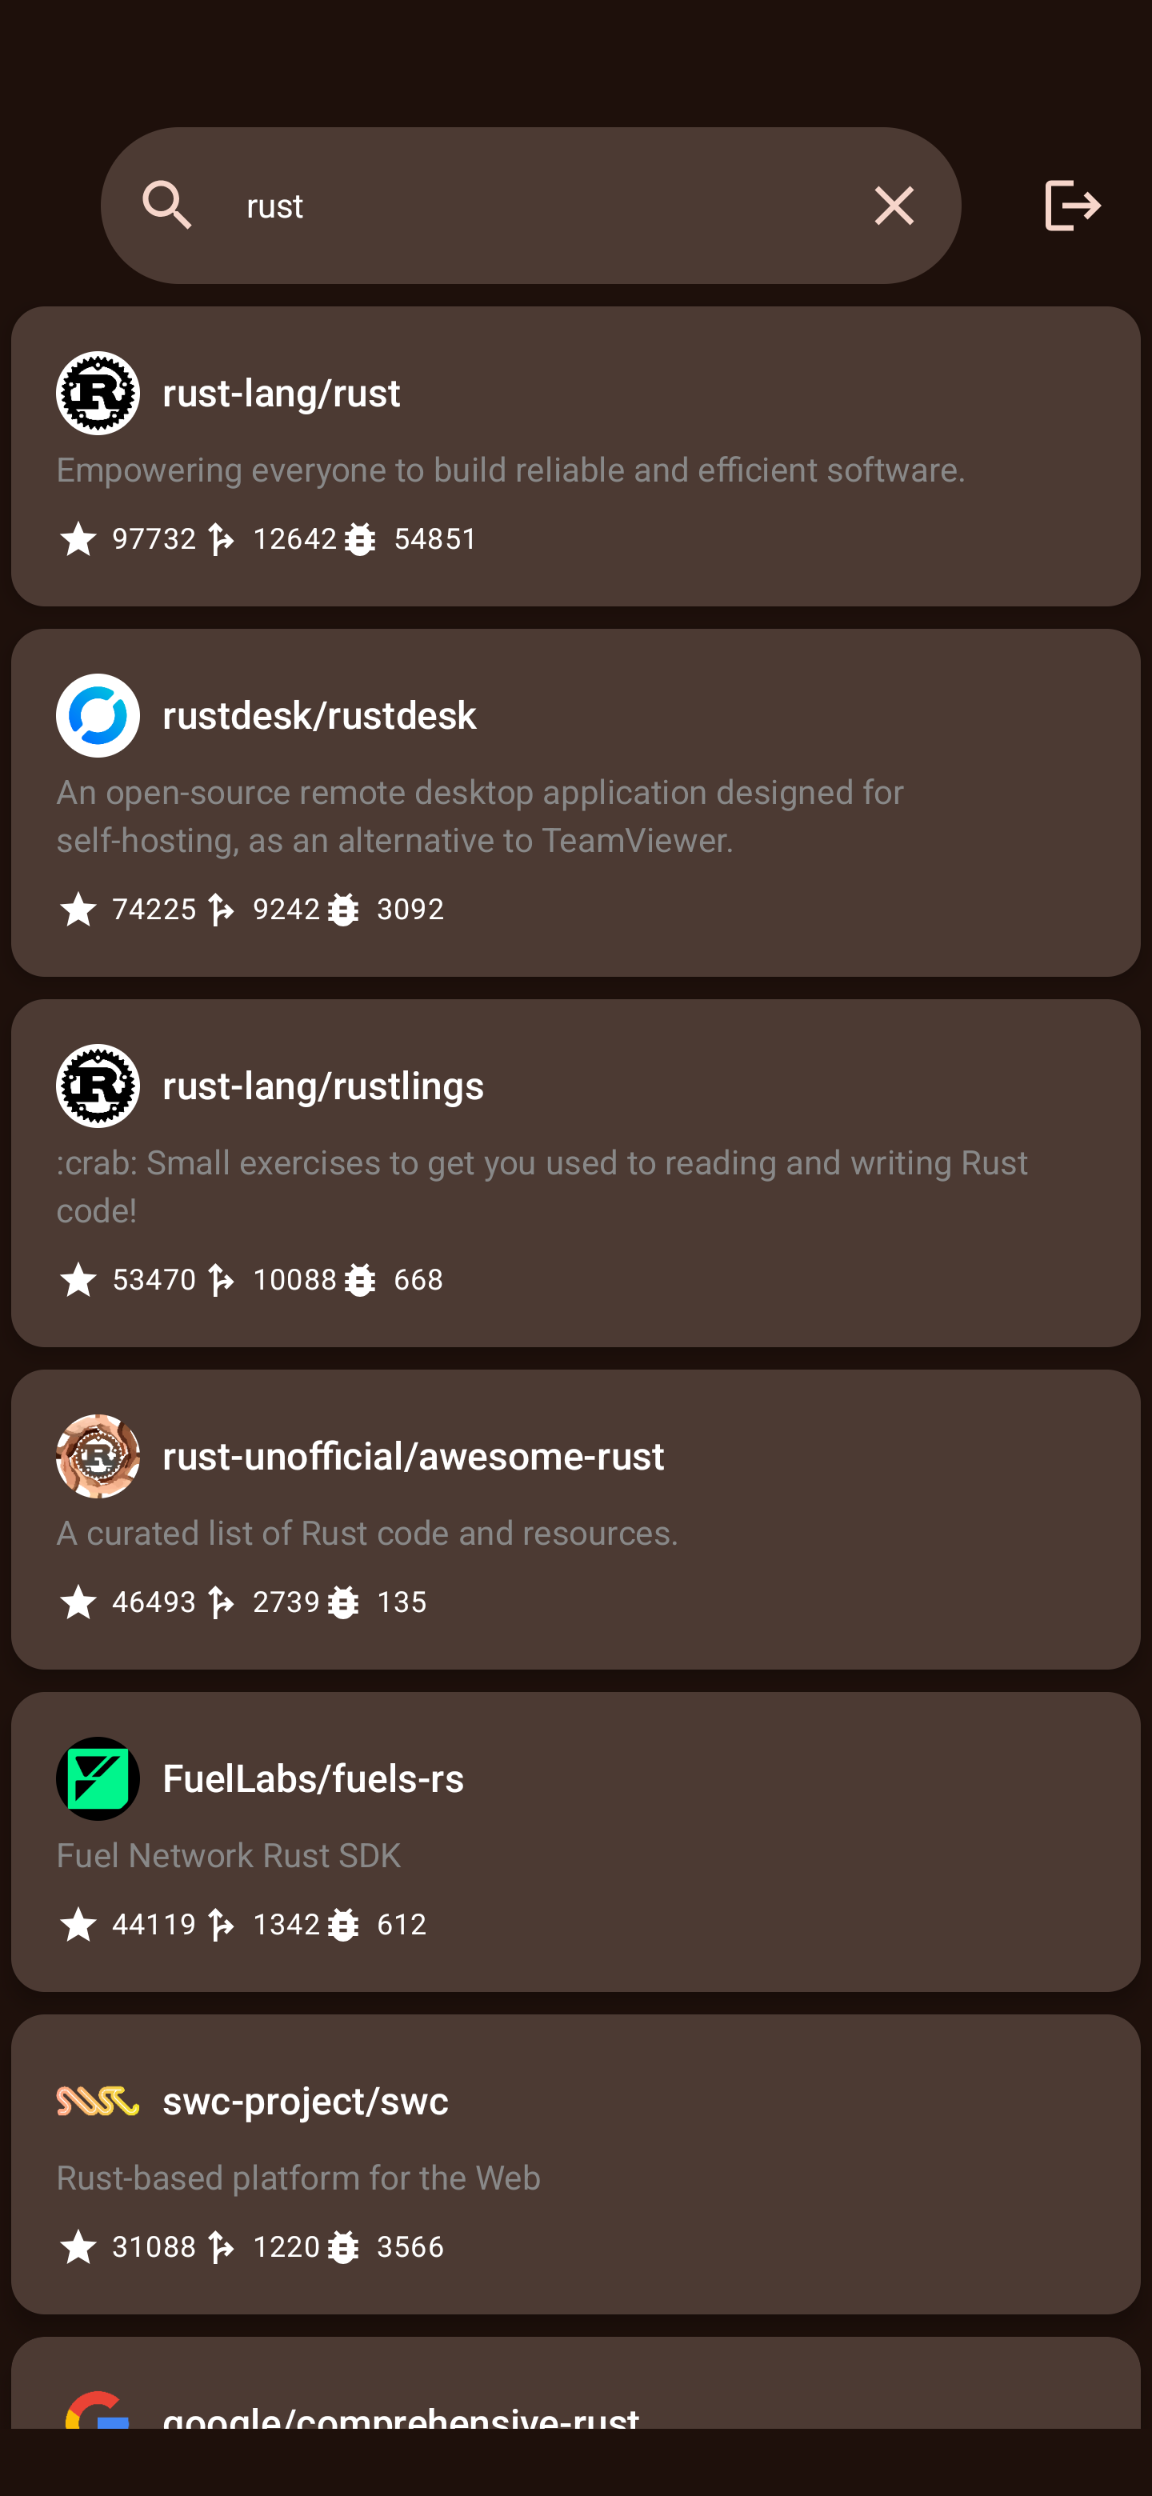 rust
rust-lang/rust
Empowering everyone to build reliable and efficient software.
97732 12642 54851
rustdesk/rustdesk
An open-source remote desktop application designed for
self-hosting, as an alternative to TeamViewer.
74225 9242 3092
rust-lang/rustlings
:crab: Small exercises to get you used to reading and writing Rust
code!
53470 10088 668
rust-unofficial/awesome-rust
A curated list of Rust code and resources.
46493 2739 135
FuelLabs/fuels-rs
Fuel Network Rust SDK
44119 1342 612
swc-project/swc
Rust-based platform for the Web
31088 1220 3566
google/comprehensive-rust